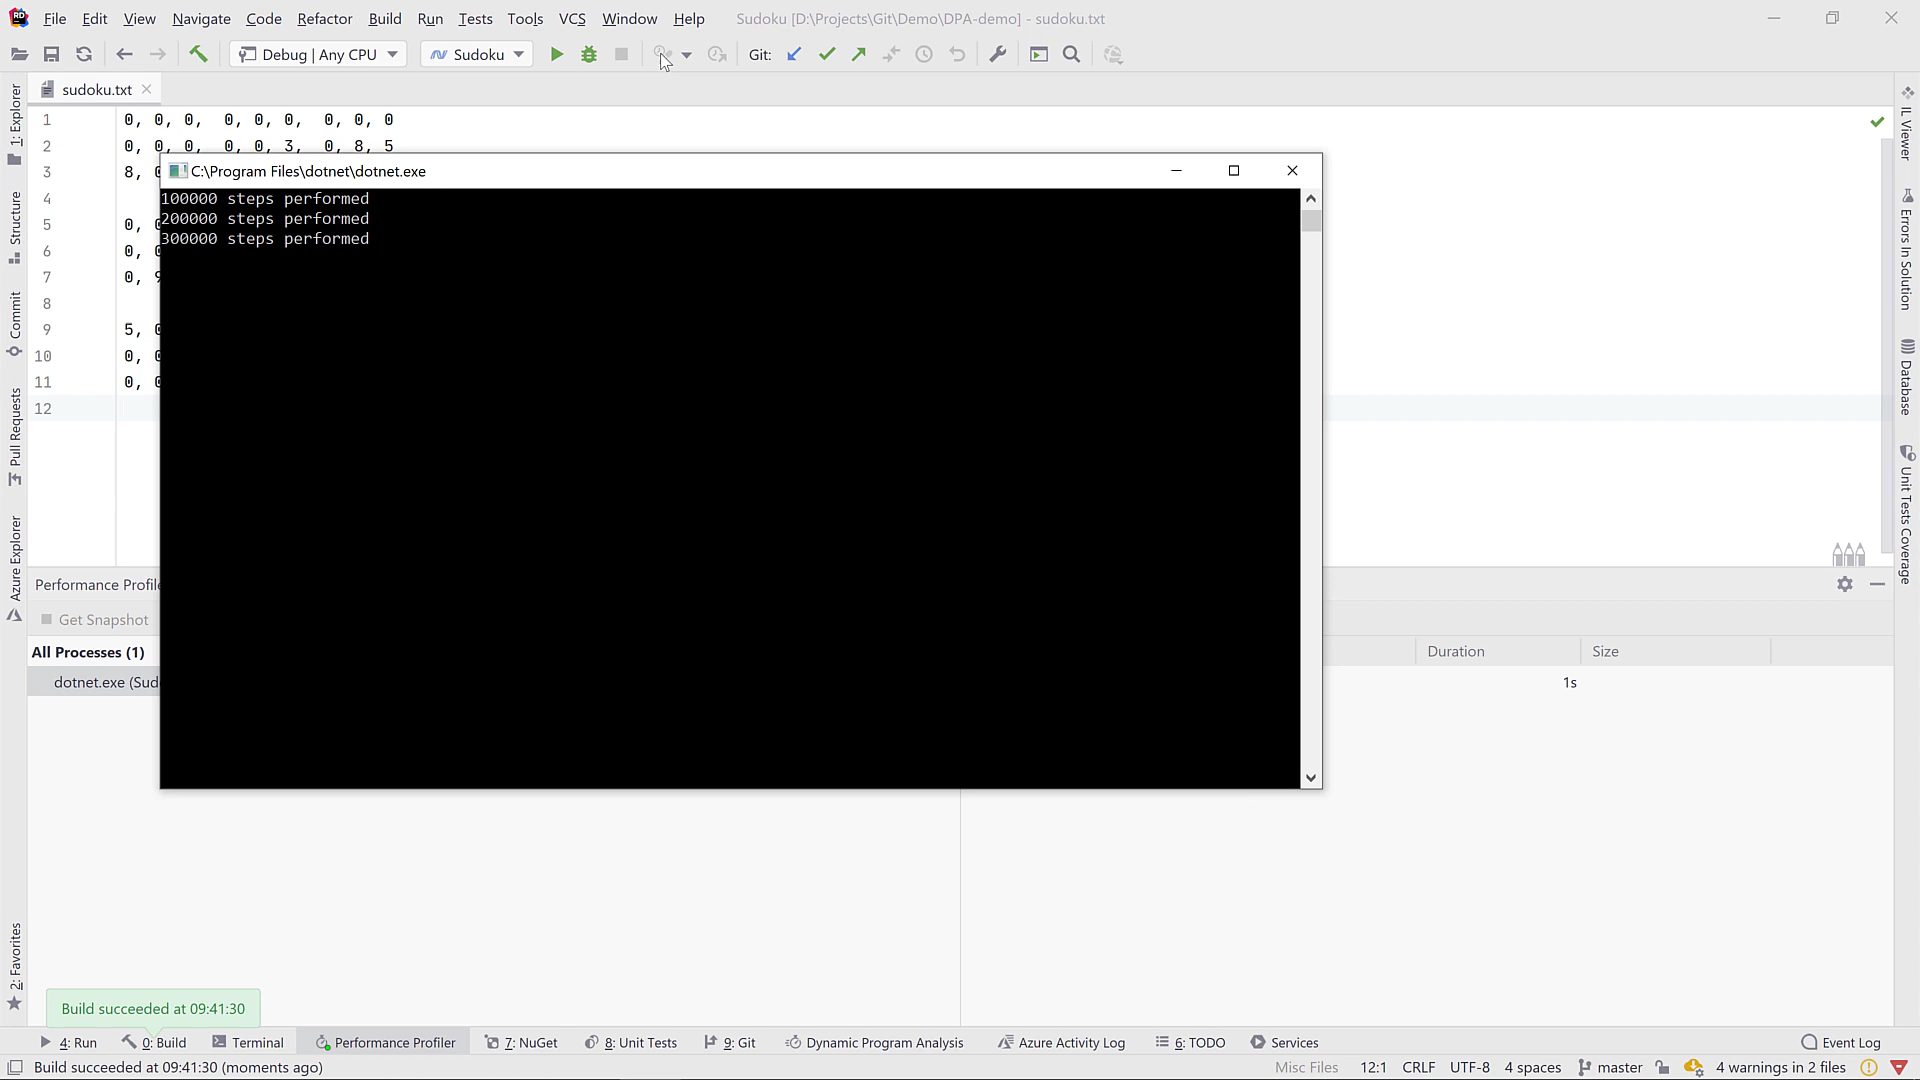 File Edit View Navigate Code Refactor Build Run Tests Tools VCS Window Help Sudoku [D:\Projects\Git\Demo\DPA-demo] - sudoku.txt
Debug | Any CPU Sudoku Git:
sudoku.txt
1 0, 0, 0, 0, 0, 0, 0, 0, 0
2 0, 0, 0, 0, 0, 3, 0, 8, 5
3 8,
4
5 0,
6 0,
7 0,
8
9 5,
10 0,
11 0,
12
C:\Program Files\dotnet\dotnet.exe
100000 steps performed
200000 steps performed
300000 steps performed
1: Explorer
Structure
Commit
Pull Requests
Azure Explorer
2: Favorites
IL Viewer
Errors In Solution
Database
Unit Tests Coverage
Performance Profile
Get Snapshot
All Processes (1) Duration Size
dotnet.exe (Sud 1s
Build succeeded at 09:41:30
4: Run 0: Build Terminal Performance Profiler 7: NuGet 8: Unit Tests 9: Git Dynamic Program Analysis Azure Activity Log 6: TODO Services Event Log
Build succeeded at 09:41:30 (moments ago) Misc Files 12:1 CRLF UTF-8 4 spaces master 4 warnings in 2 files